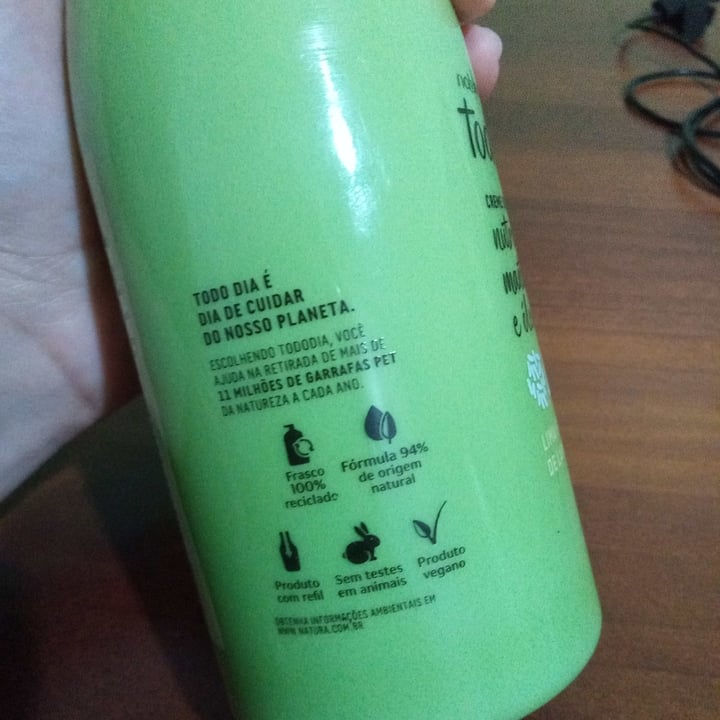 TODO DIA É
DIA DE CUIDAR
DO NOSSO PLANETA.
ESCOLHENDO TODODIA, VOCÊ
AJUDA NA RETIRADA DE MAIS DE
11 MILHÕES DE GARRAFAS PET
DA NATUREZA A CADA ANO.
Frasco
100%
reciclado
Fórmula 94%
de origem
natural
Produto
com refil
Sem testes
em animais
Produto
vegano
OBTENHA INFORMAÇÕES AMBIENTAIS EM
WWW.NATURA.COM.BR
CREME